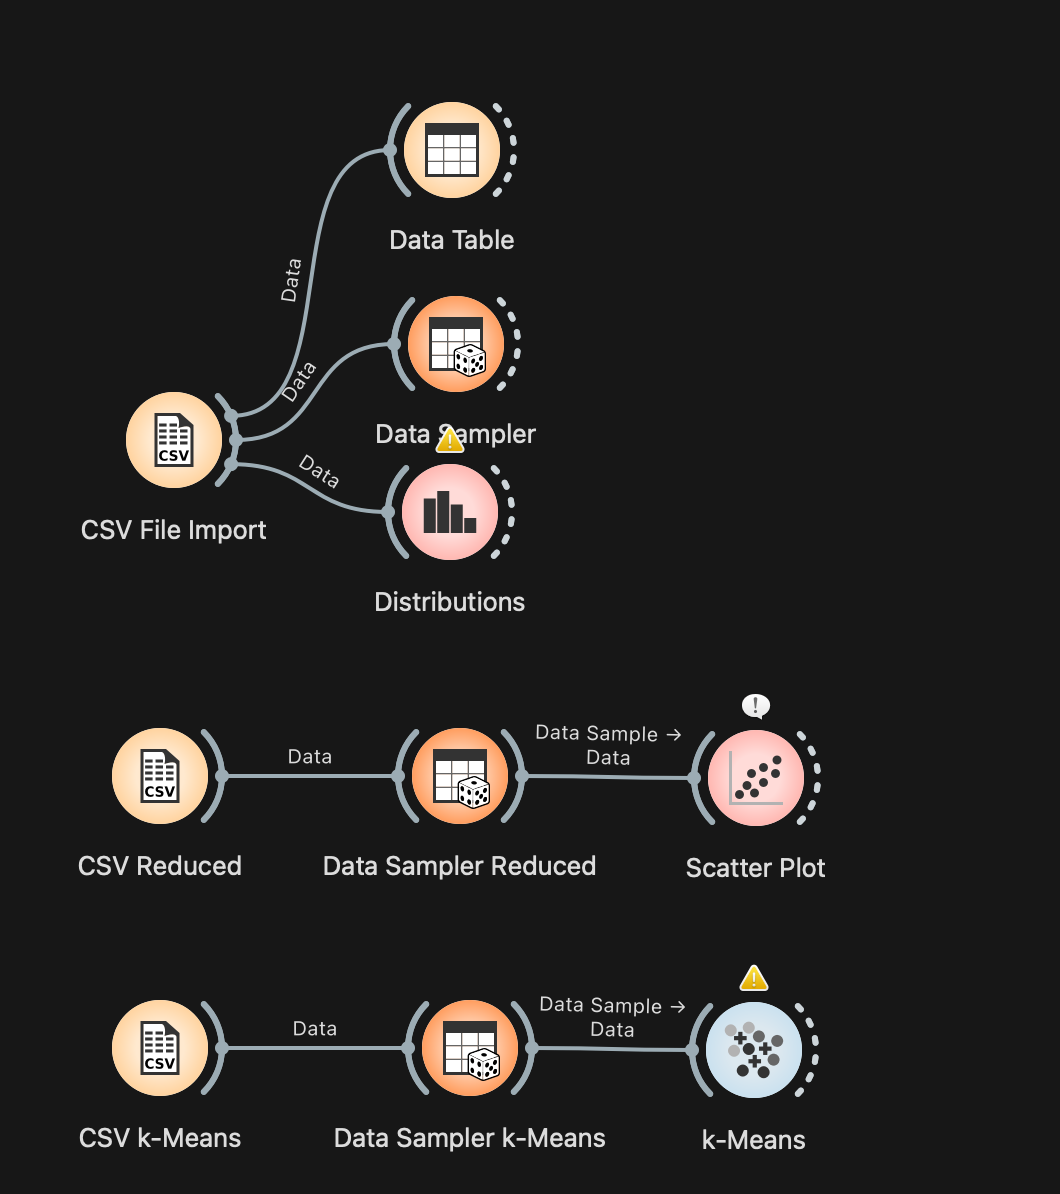 Data Table
Data
Data
Data Sampler
CSV
Data
CSV File Import
Distributions
CSV
Data
Data Sample →
Data
CSV Reduced
Data Sampler Reduced
Scatter Plot
CSV
Data
Data Sample →
Data
CSV k-Means
Data Sampler k-Means
k-Means